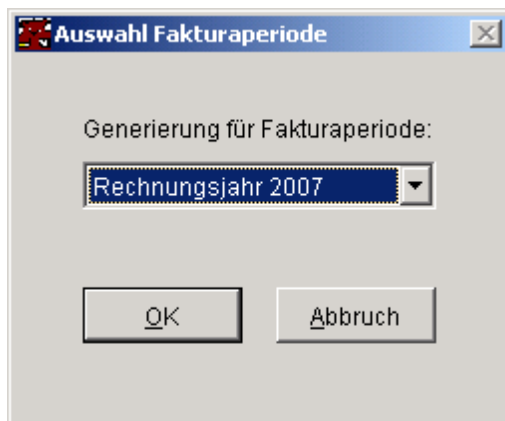 Auswahl Fakturaperiode
Generierung für Fakturaperiode:
Rechnungsjahr 2007
OK
Abbruch